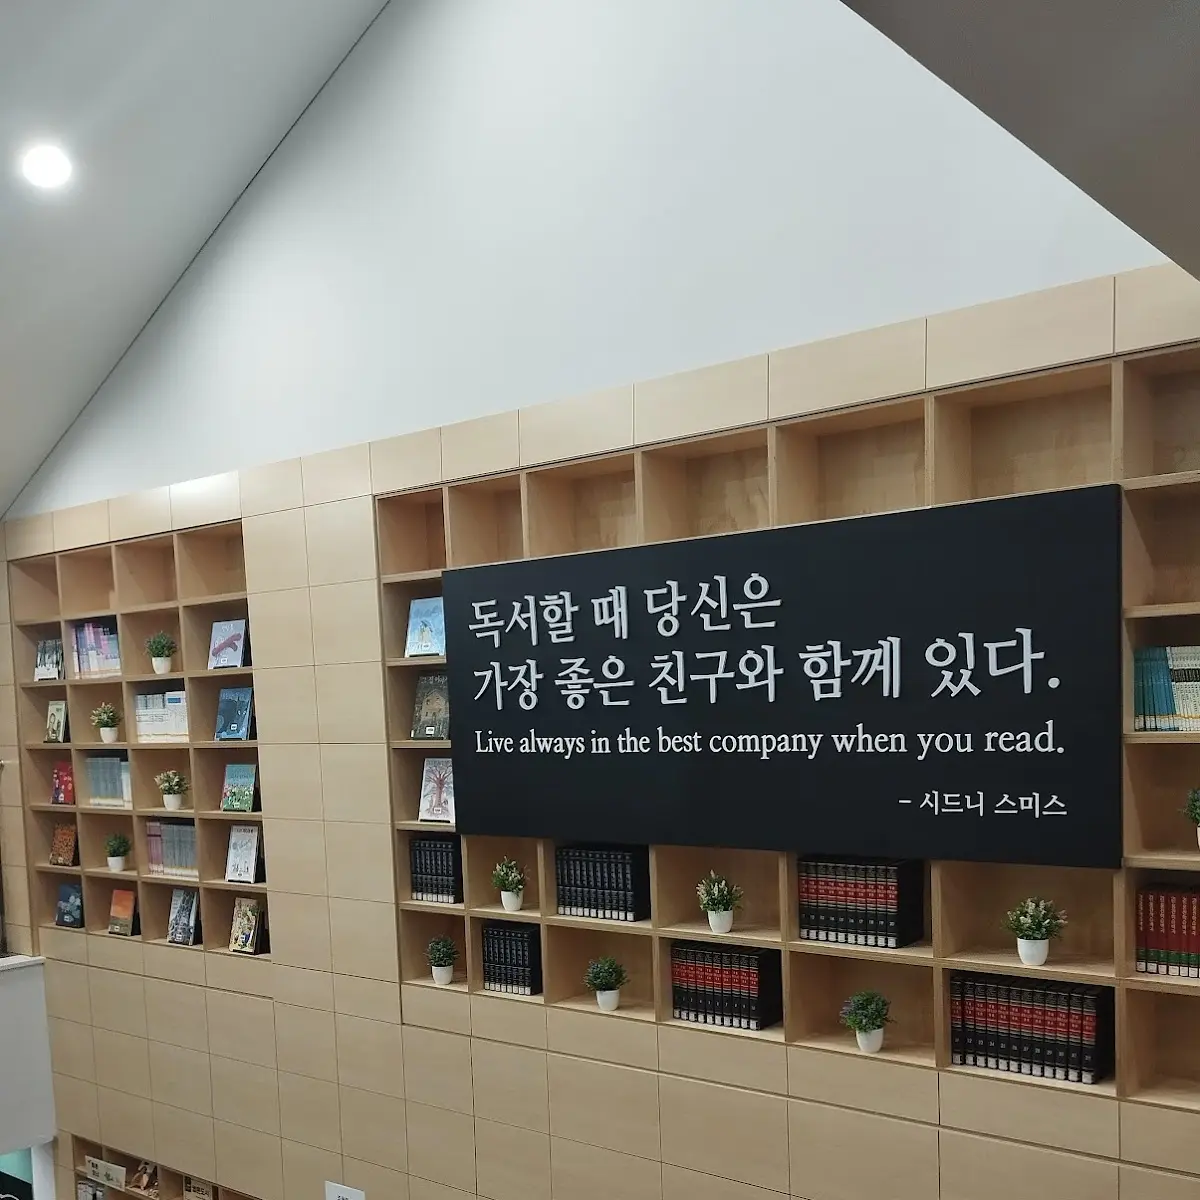 독서할 때 당신은
가장 좋은 친구와 함께 있다.
Live always in the best company when you read.
- 시드니 스미스